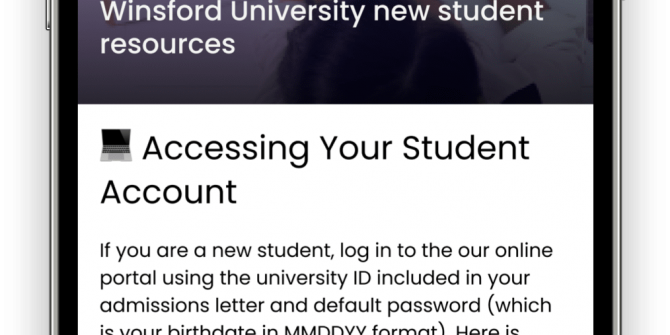 Winsford University new student
resources
Accessing Your Student
Account
If you are a new student, log in to the our online
portal using the university ID included in your
admissions letter and default password (which
is your birthdate in MMDDYY format). Here is